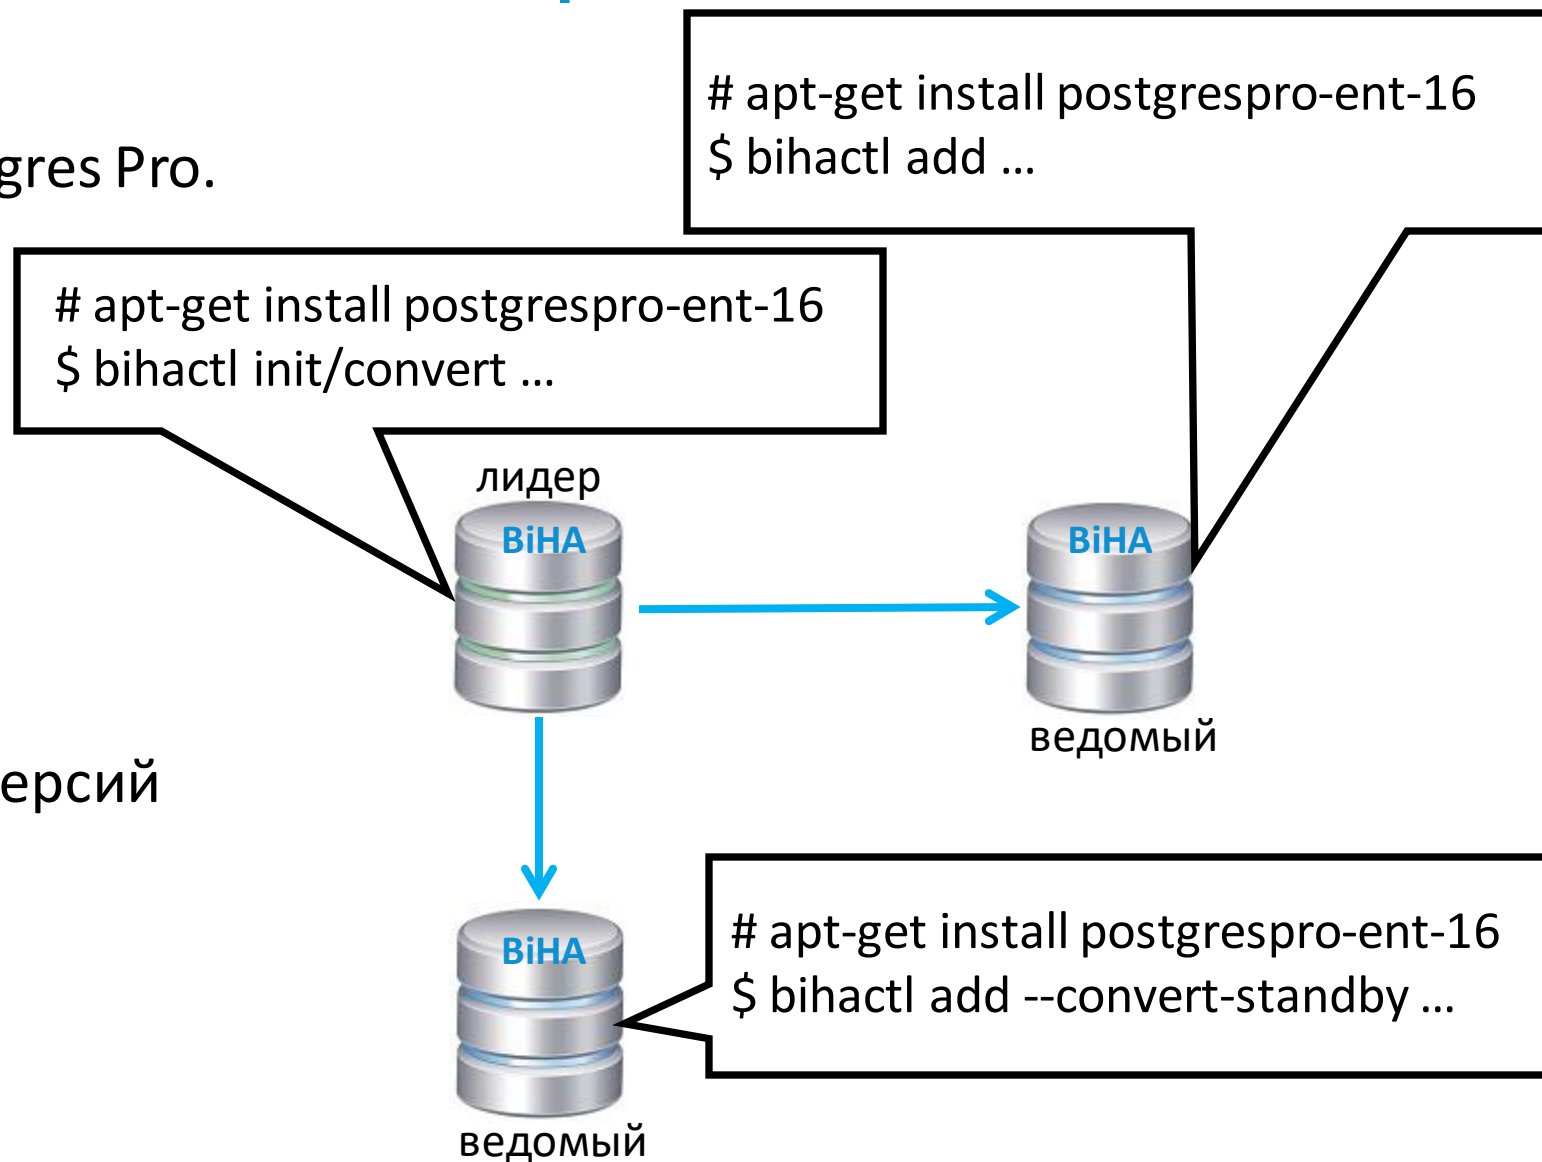 # apt-get install postgrespro-ent-16
$ bihactl add …
gres Pro.
# apt-get install postgrespro-ent-16
$ bihactl init/convert …
лидер
BiHA
BiHA
ведомый
ерсий
# apt-get install postgrespro-ent-16
$ bihactl add --convert-standby …
BiHA
ведомый